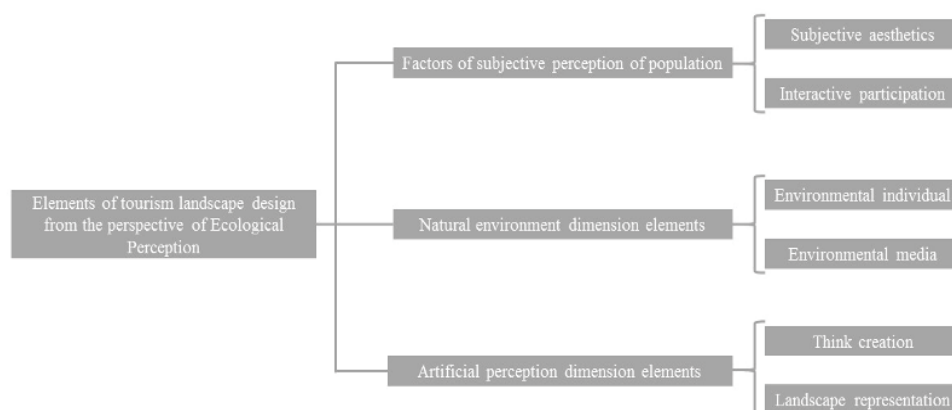 Subjective aesthetics
Factors of subjective perception of population
Interactive participation
Elements of tourism landscape design
from the perspective of Ecological
Perception
Environmental individual
Natural environment dimension elements
Environmental media
Think creation
Artificial perception dimension elements
Landscape representation